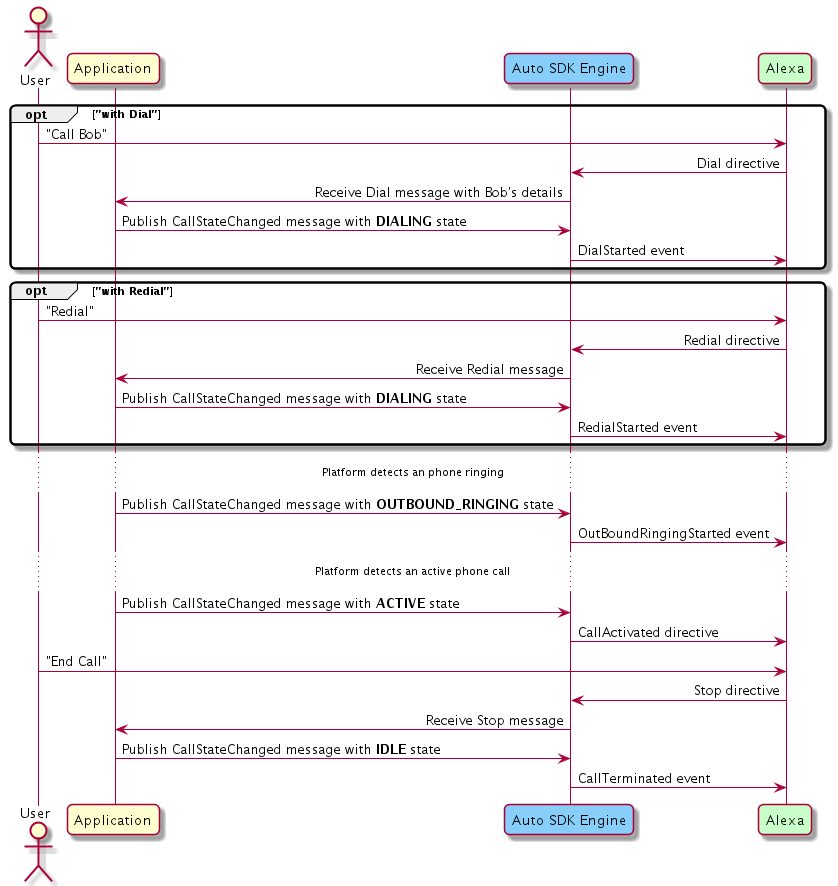 User
Application
Auto SDK Engine
Alexa
opt ["with Dial"]
"Call Bob"
Dial directive
Receive Dial message with Bob's details
Publish CallStateChanged message with DIALING state
DialStarted event
opt ["with Redial"]
"Redial"
Redial directive
Receive Redial message
Publish CallStateChanged message with DIALING state
RedialStarted event
Platform detects an phone ringing
Publish CallStateChanged message with OUTBOUND_RINGING state
OutBoundRingingStarted event
Platform detects an active phone call
Publish CallStateChanged message with ACTIVE state
CallActivated directive
"End Call"
Stop directive
Receive Stop message
Publish CallStateChanged message with IDLE state
CallTerminated event
User
Application
Auto SDK Engine
Alexa